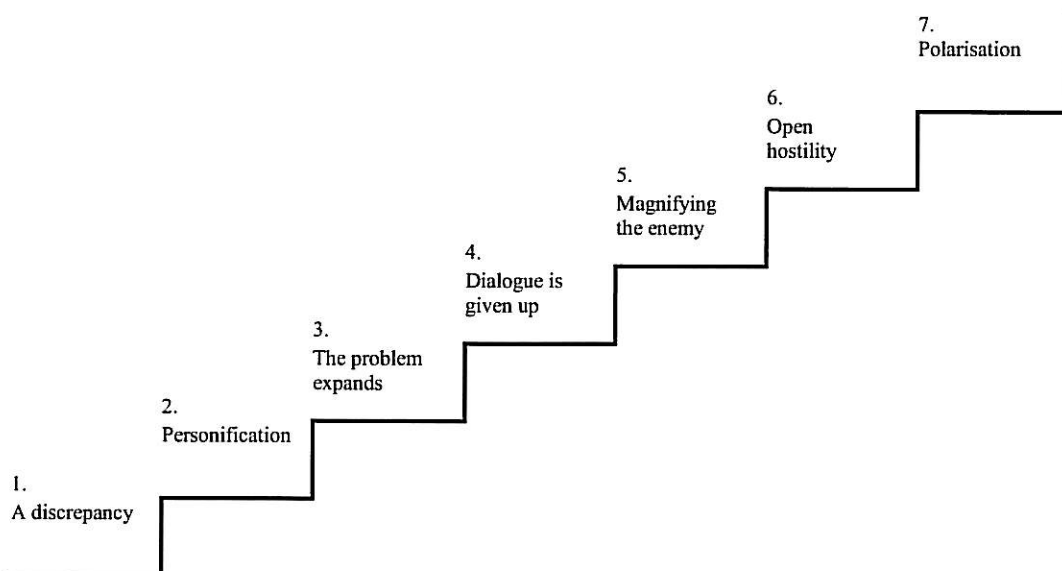 7.
Polarisation
6.
Open
hostility
5.
Magnifying
the enemy
4.
Dialogue is
given up
3.
The problem
expands
2.
Personification
1.
A discrepancy